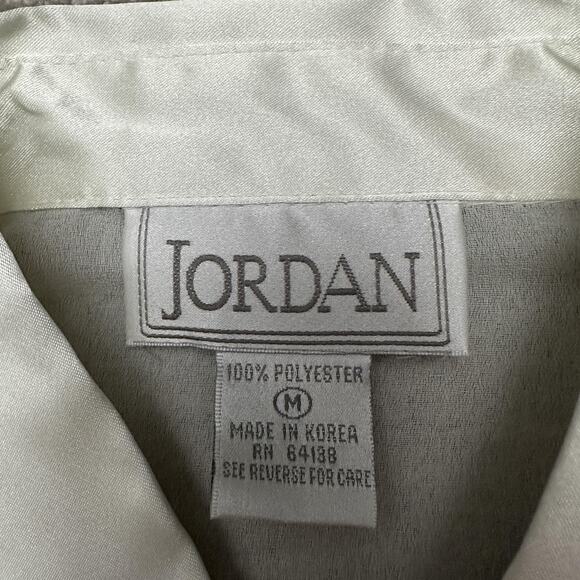 JORDAN
100% POLYESTER
M
MADE IN KOREA
RN 64138
SEE REVERSE FOR CARE